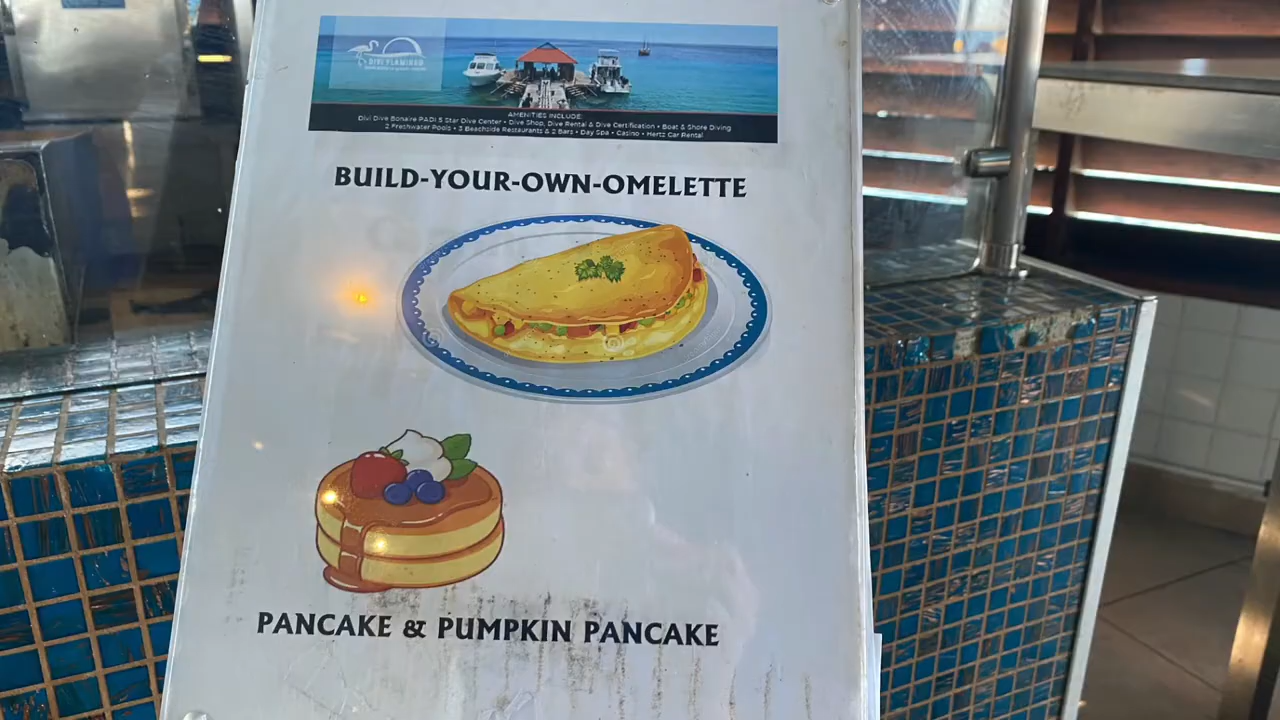 DIVI FLAMINGO
AMENITIES INCLUDE:
Divi Dive Bonaire PADI 5 Star Dive Center • Dive Shop, Dive Rental & Dive Certification • Boat & Shore Diving
2 Freshwater Pools • 3 Beachside Restaurants & 2 Bars • Day Spa • Casino • Hertz Car Rental
BUILD-YOUR-OWN-OMELETTE
PANCAKE & PUMPKIN PANCAKE